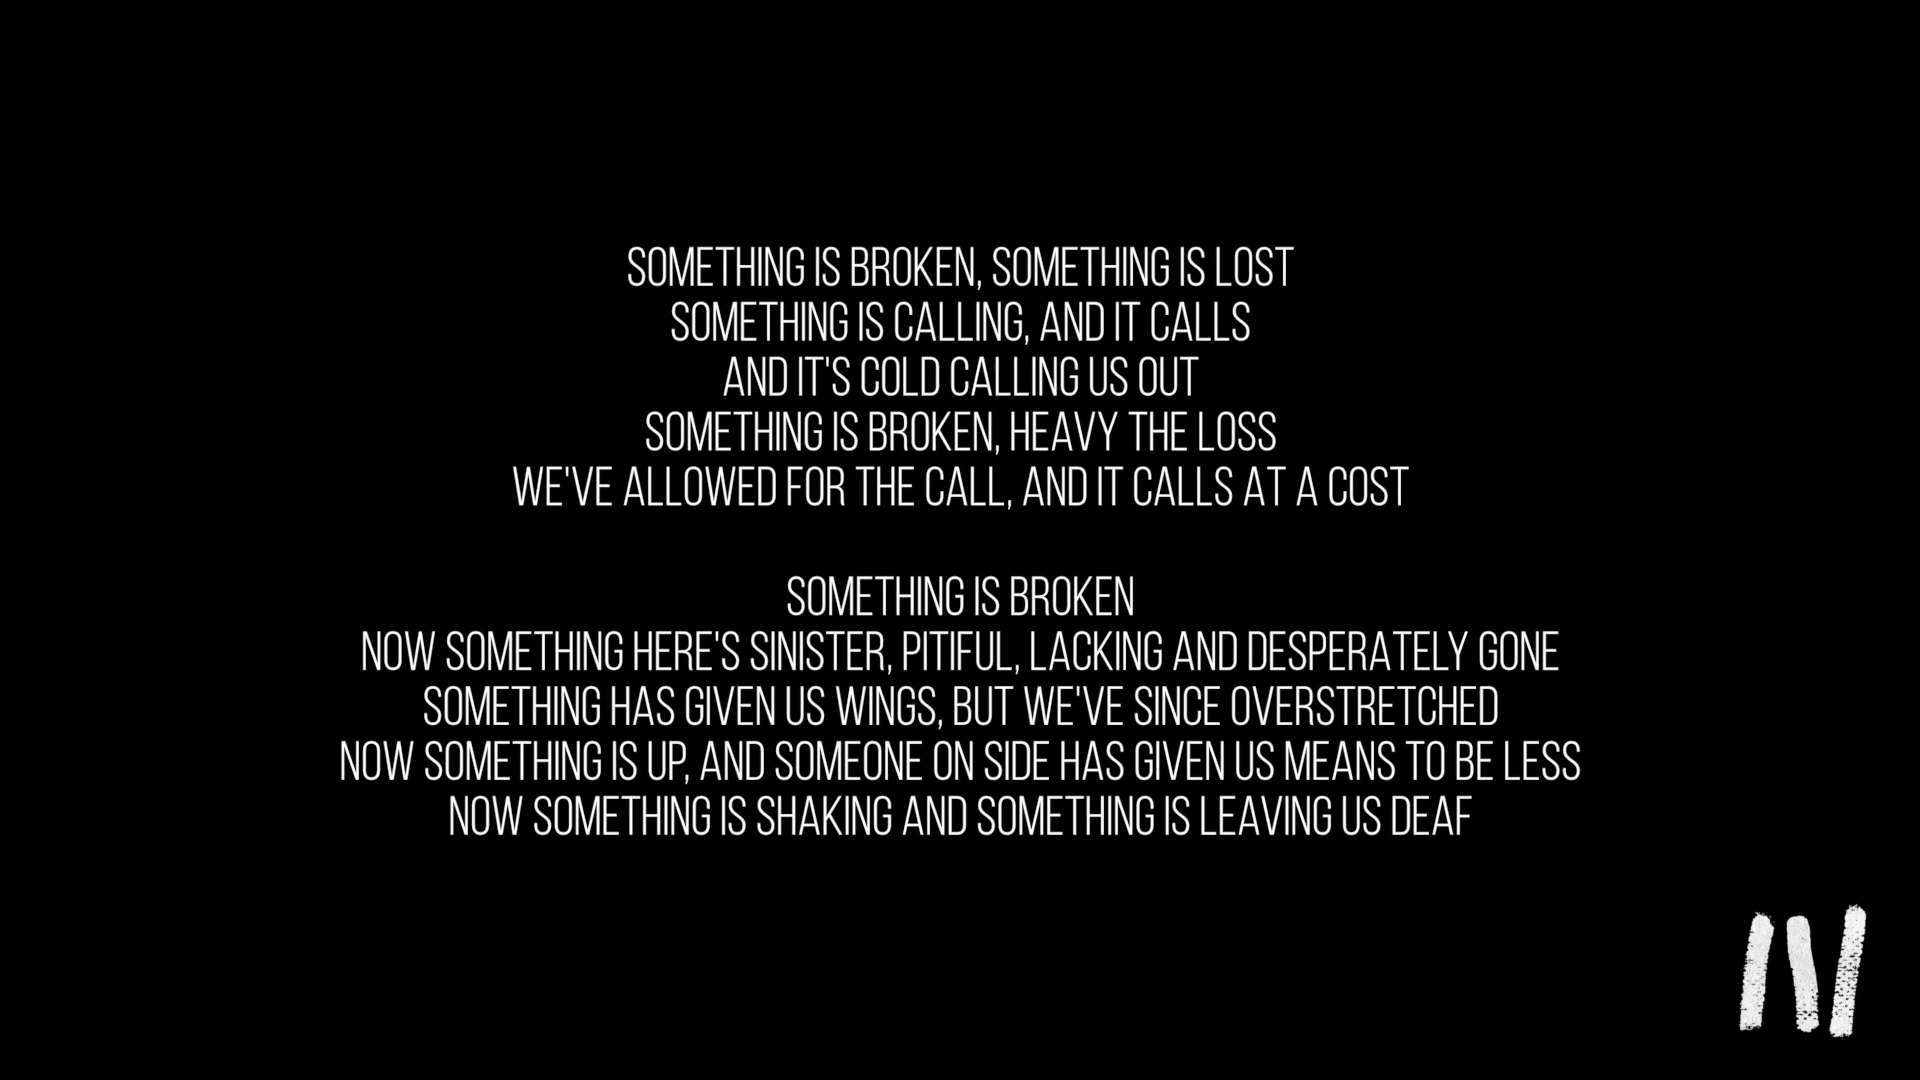 SOMETHING IS BROKEN, SOMETHING IS LOST
SOMETHING IS CALLING, AND IT CALLS
AND IT'S COLD CALLING US OUT
SOMETHING IS BROKEN, HEAVY THE LOSS
WE'VE ALLOWED FOR THE CALL, AND IT CALLS AT A COST
SOMETHING IS BROKEN
NOW SOMETHING HERE'S SINISTER, PITIFUL, LACKING AND DESPERATELY GONE
SOMETHING HAS GIVEN US WINGS, BUT WE'VE SINCE OVERSTRETCHED
NOW SOMETHING IS UP, AND SOMEONE ON SIDE HAS GIVEN US MEANS TO BE LESS
NOW SOMETHING IS SHAKING AND SOMETHING IS LEAVING US DEAF